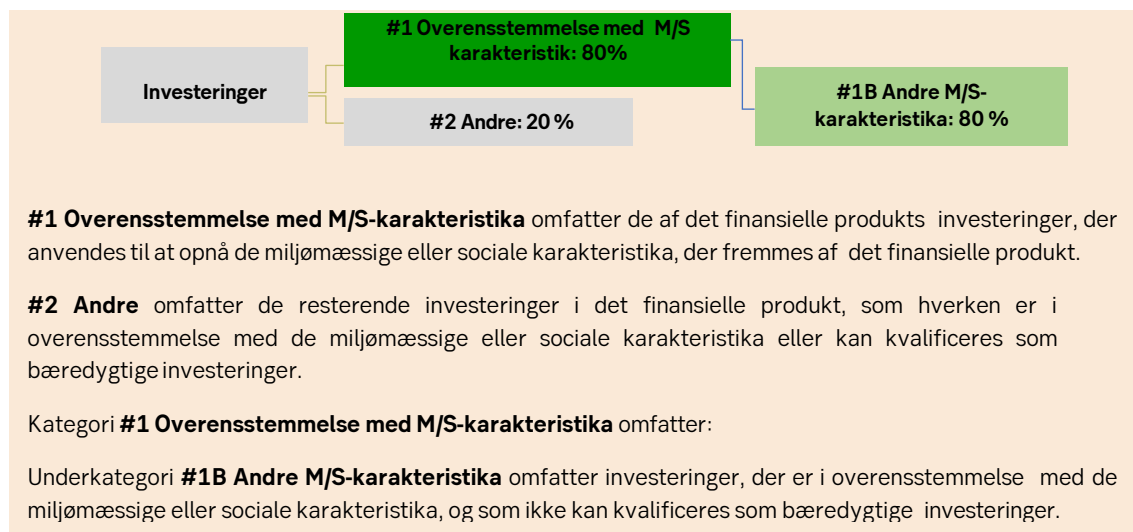 #1 Overensstemmelse med M/S
karakteristik: 80%
Investeringer
#2 Andre: 20 %
#1B Andre M/S-
karakteristika: 80 %
#1 Overensstemmelse med M/S-karakteristika omfatter de af det finansielle produkts investeringer, der
anvendes til at opnå de miljømæssige eller sociale karakteristika, der fremmes af det finansielle produkt.
#2 Andre omfatter de resterende investeringer i det finansielle produkt, som hverken er i
overensstemmelse med de miljømæssige eller sociale karakteristika eller kan kvalificeres som
bæredygtige investeringer.
Kategori #1 Overensstemmelse med M/S-karakteristika omfatter:
Underkategori #1B Andre M/S-karakteristika omfatter investeringer, der er i overensstemmelse med de
miljømæssige eller sociale karakteristika, og som ikke kan kvalificeres som bæredygtige investeringer.